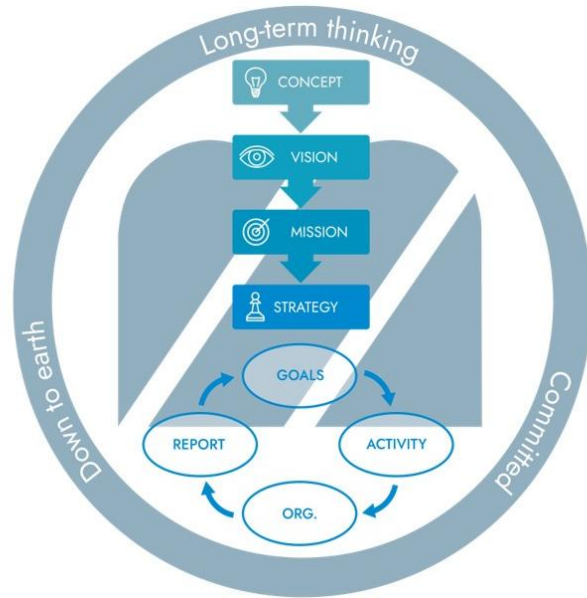 Long-term thinking
CONCEPT
VISION
MISSION
STRATEGY
GOALS
REPORT
ACTIVITY
ORG.
Down to earth
Committed